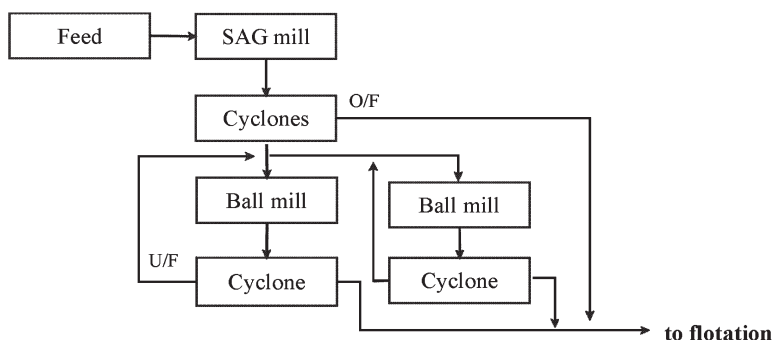 Feed
SAG mill
O/F
Cyclones
Ball mill
Ball mill
U/F
Cyclone
Cyclone
to flotation